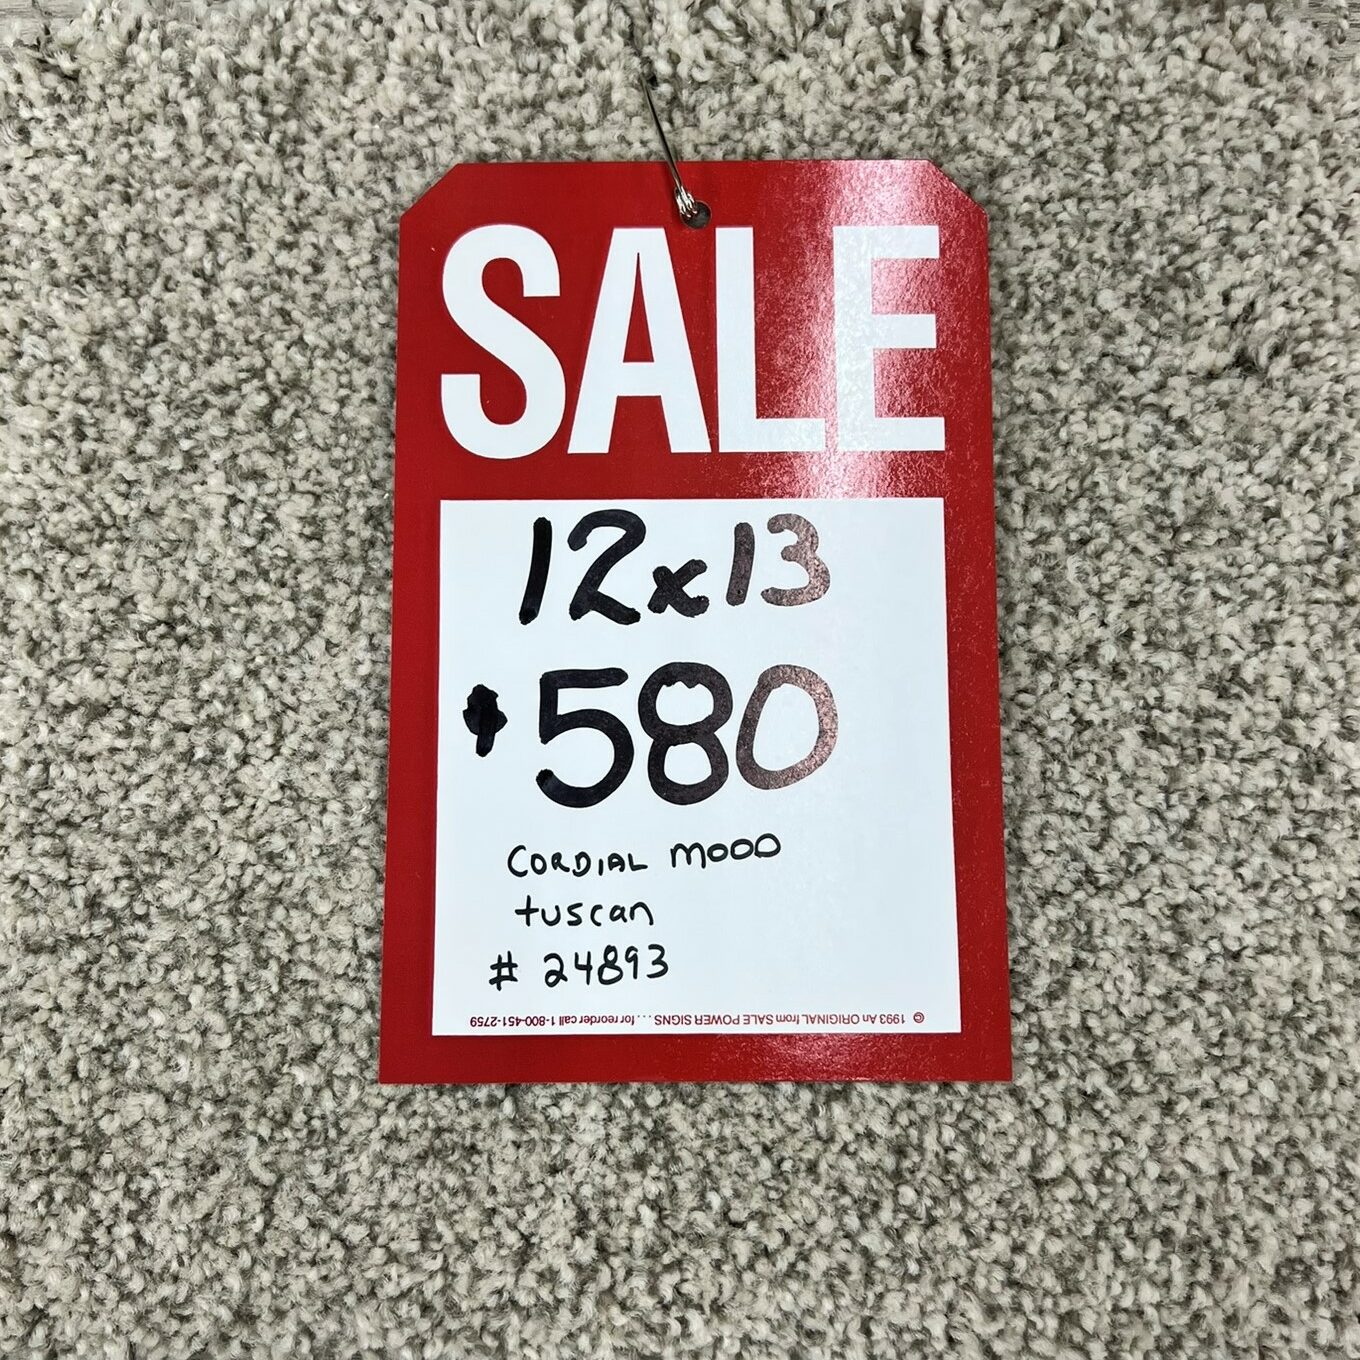 SALE
12x13
$580
CORDIAL MOOD
tuscan
# 24893
© 1993 An ORIGINAL from SALE POWER SIGNS. . . . for reorder call 1-800-451-2759